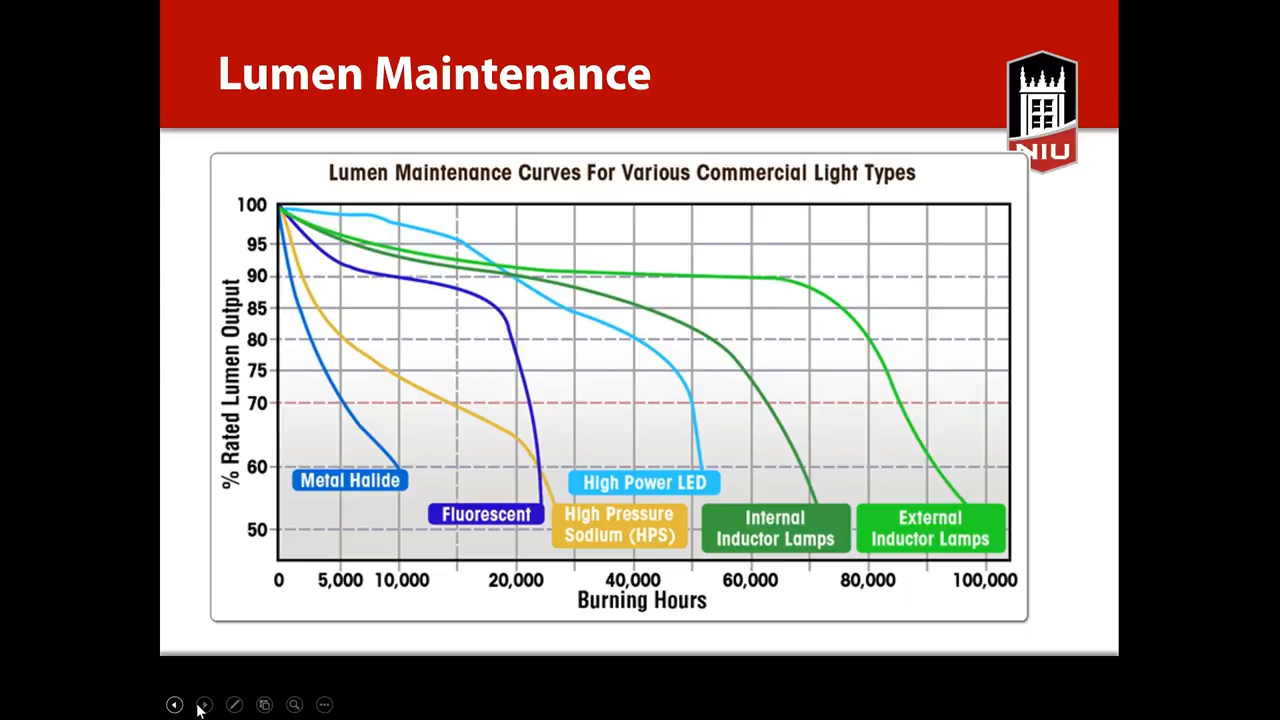 Lumen Maintenance
NIU
Lumen Maintenance Curves For Various Commercial Light Types
% Rated Lumen Output
100
95
90
85
80
75
70
60
50
Metal Halide
Fluorescent
High Pressure
Sodium (HPS)
High Power LED
Internal
Inductor Lamps
External
Inductor Lamps
0 5,000 10,000 20,000 40,000 60,000 80,000 100,000
Burning Hours